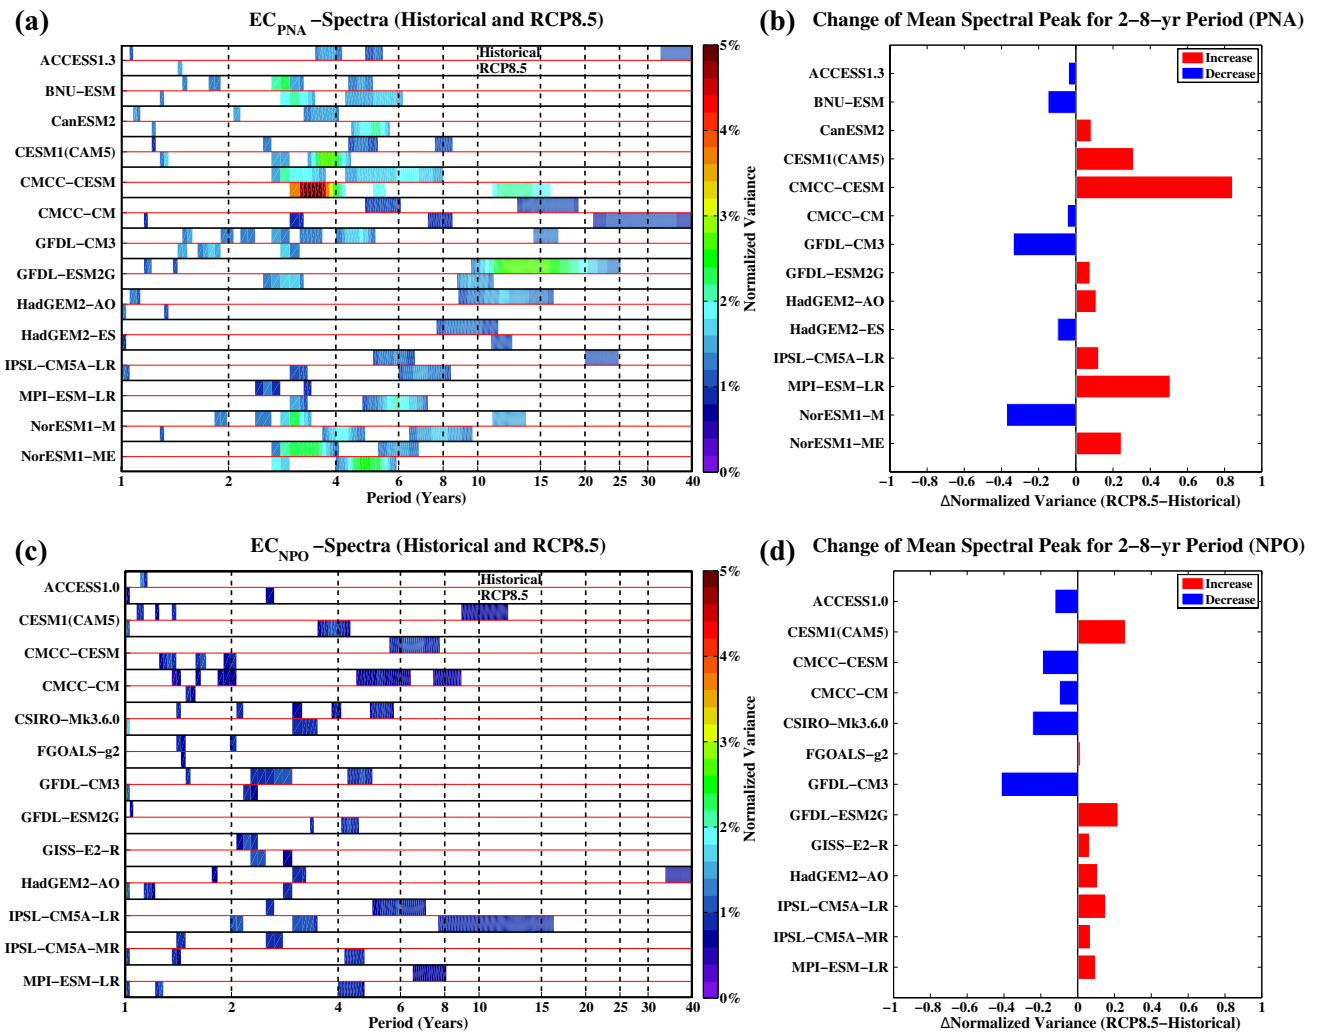 (a) EC_PNA −Spectra (Historical and RCP8.5)
Historical
RCP8.5
ACCESS1.3
BNU−ESM
CanESM2
CESM1(CAM5)
CMCC−CESM
CMCC−CM
GFDL−CM3
GFDL−ESM2G
HadGEM2−AO
HadGEM2−ES
IPSL−CM5A−LR
MPI−ESM−LR
NorESM1−M
NorESM1−ME
1 2 4 6 8 10 15 20 25 30 40
Period (Years)
5%
4%
3%
2%
1%
0%
Normalized Variance
(b) Change of Mean Spectral Peak for 2−8−yr Period (PNA)
Increase
Decrease
ACCESS1.3
BNU−ESM
CanESM2
CESM1(CAM5)
CMCC−CESM
CMCC−CM
GFDL−CM3
GFDL−ESM2G
HadGEM2−AO
HadGEM2−ES
IPSL−CM5A−LR
MPI−ESM−LR
NorESM1−M
NorESM1−ME
−1 −0.8 −0.6 −0.4 −0.2 0 0.2 0.4 0.6 0.8 1
ΔNormalized Variance (RCP8.5−Historical)
(c) EC_NPO −Spectra (Historical and RCP8.5)
Historical
RCP8.5
ACCESS1.0
CESM1(CAM5)
CMCC−CESM
CMCC−CM
CSIRO−Mk3.6.0
FGOALS−g2
GFDL−CM3
GFDL−ESM2G
GISS−E2−R
HadGEM2−AO
IPSL−CM5A−LR
IPSL−CM5A−MR
MPI−ESM−LR
1 2 4 6 8 10 15 20 25 30 40
Period (Years)
5%
4%
3%
2%
1%
0%
Normalized Variance
(d) Change of Mean Spectral Peak for 2−8−yr Period (NPO)
Increase
Decrease
ACCESS1.0
CESM1(CAM5)
CMCC−CESM
CMCC−CM
CSIRO−Mk3.6.0
FGOALS−g2
GFDL−CM3
GFDL−ESM2G
GISS−E2−R
HadGEM2−AO
IPSL−CM5A−LR
IPSL−CM5A−MR
MPI−ESM−LR
−1 −0.8 −0.6 −0.4 −0.2 0 0.2 0.4 0.6 0.8 1
ΔNormalized Variance (RCP8.5−Historical)